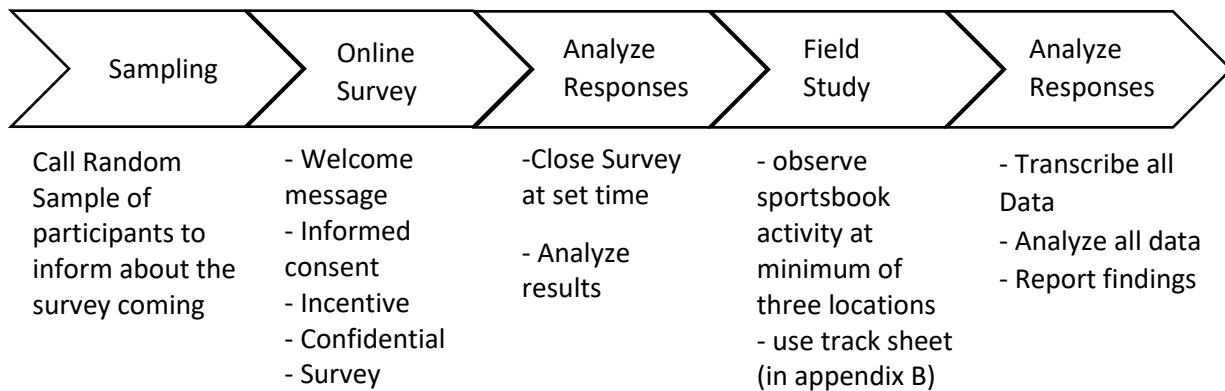 Sampling
Online
Survey
Analyze
Responses
Field
Study
Analyze
Responses
Call Random
Sample of
participants to
inform about the
survey coming
- Welcome
message
- Informed
consent
- Incentive
- Confidential
- Survey
-Close Survey
at set time
- Analyze
results
- observe
sportsbook
activity at
minimum of
three locations
- use track sheet
(in appendix B)
- Transcribe all
Data
- Analyze all data
- Report findings